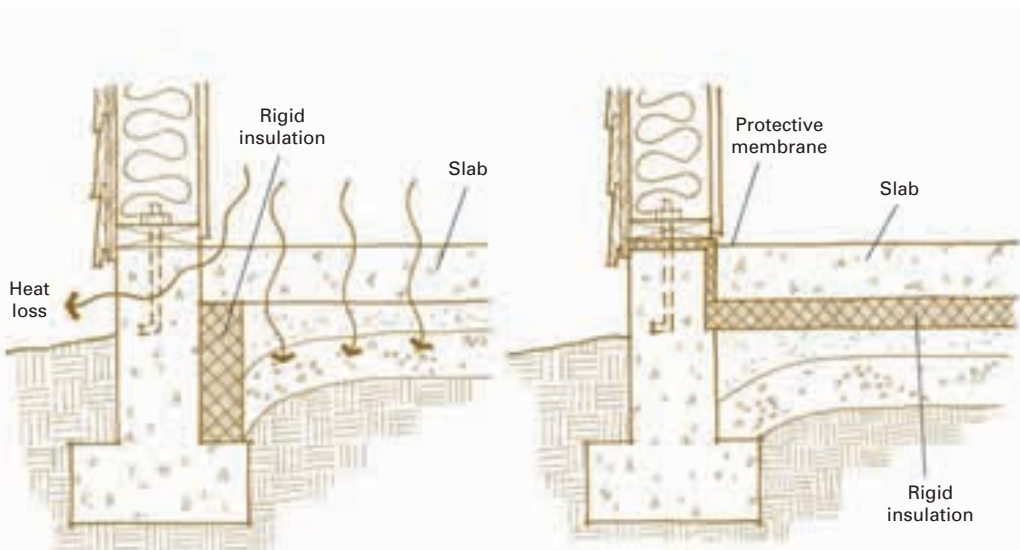 Rigid
insulation
Slab
Heat
loss
Protective
membrane
Slab
Rigid
insulation